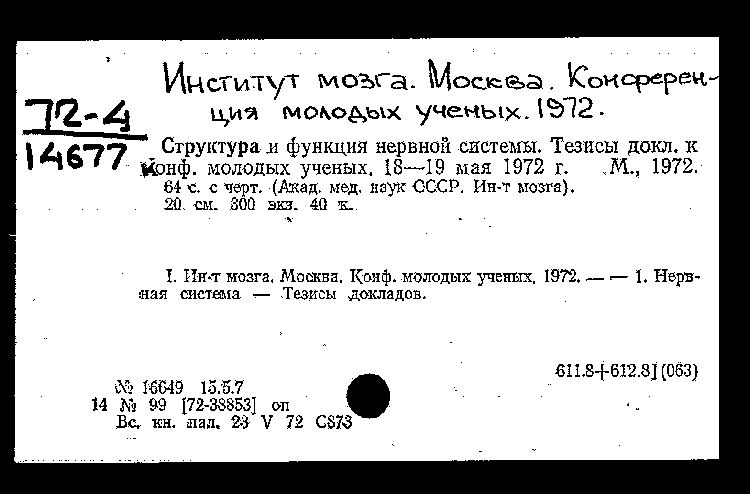 Институт мозга. Москва. Конферен-
ция молодых ученых. 1972.
72-4
14677
Структура и функция нервной системы. Тезисы докл. к
Конф. молодых ученых. 18—19 мая 1972 г. М., 1972.
64 с. с черт. (Акад. мед. наук СССР. Ин-т мозга).
20 см. 300 экз. 40 к.
I. Ин-т мозга. Москва. Конф. молодых ученых. 1972. — — 1. Нерв-
ная система — Тезисы докладов.
611.8+612.8](063)
№ 16649 15.5.7
14 № 99 [72-38853] оп
Вс. кн. пал. 23 V 72 С873